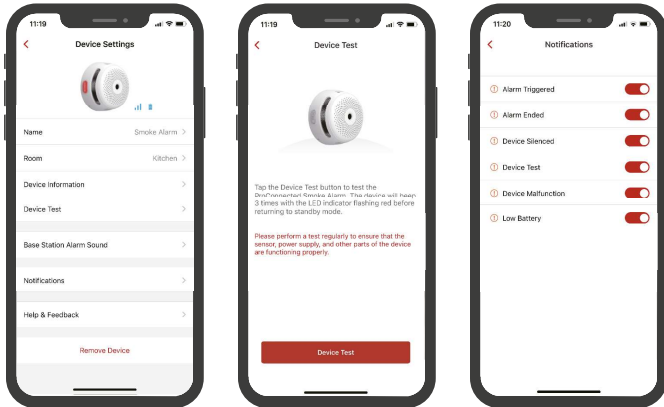 11:19
Device Settings
Name
Smoke Alarm
Room
Kitchen
Device Information
Device Test
Base Station Alarm Sound
Notifications
Help & Feedback
Remove Device
11:19
Device Test
Tap the Device Test button to test the
ProConnected Smoke Alarm. The device will beep
3 times with the LED indicator flashing red before
returning to standby mode.
Please perform a test regularly to ensure that the
sensor, power supply, and other parts of the device
are functioning properly.
Device Test
11:20
Notifications
Alarm Triggered
Alarm Ended
Device Silenced
Device Test
Device Malfunction
Low Battery